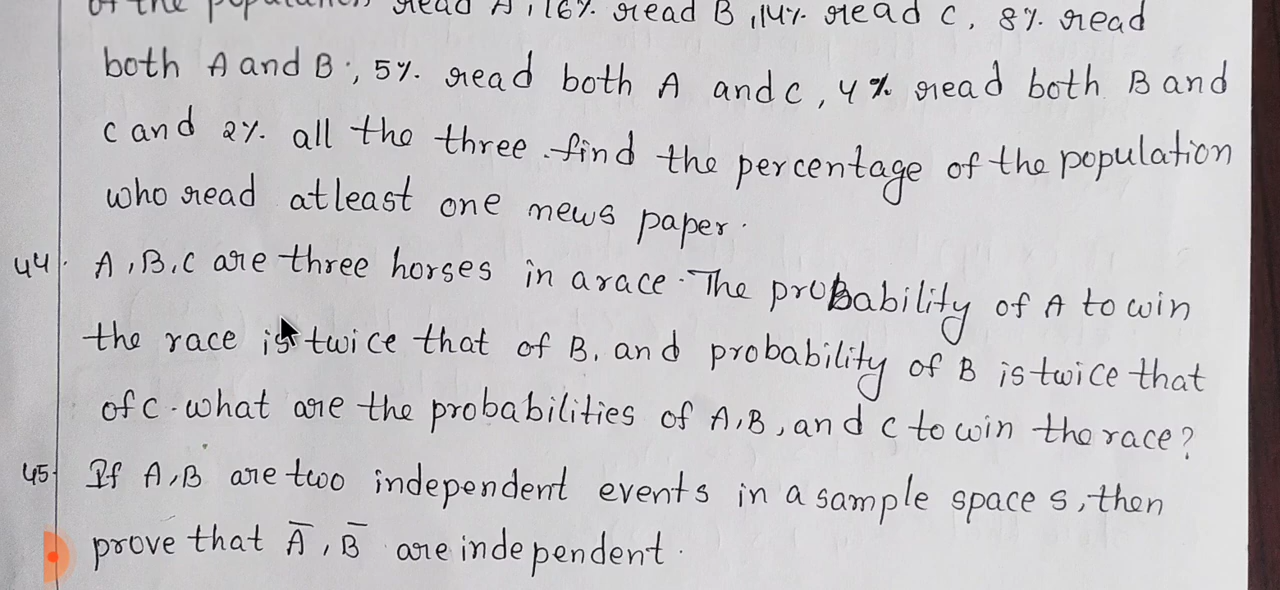 of the population read A, 16% read B, 14% read C, 8% read
both A and B, 5% read both A and C, 4% read both B and
C and 2% all the three. find the percentage of the population
who read atleast one news paper.
44. A, B, C are three horses in a race. The probability of A to win
the race is twice that of B, and probability of B is twice that
of C. what are the probabilities of A, B, and C to win the race?
45 If A, B are two independent events in a sample space S, then
prove that A̅, B̅ are independent.